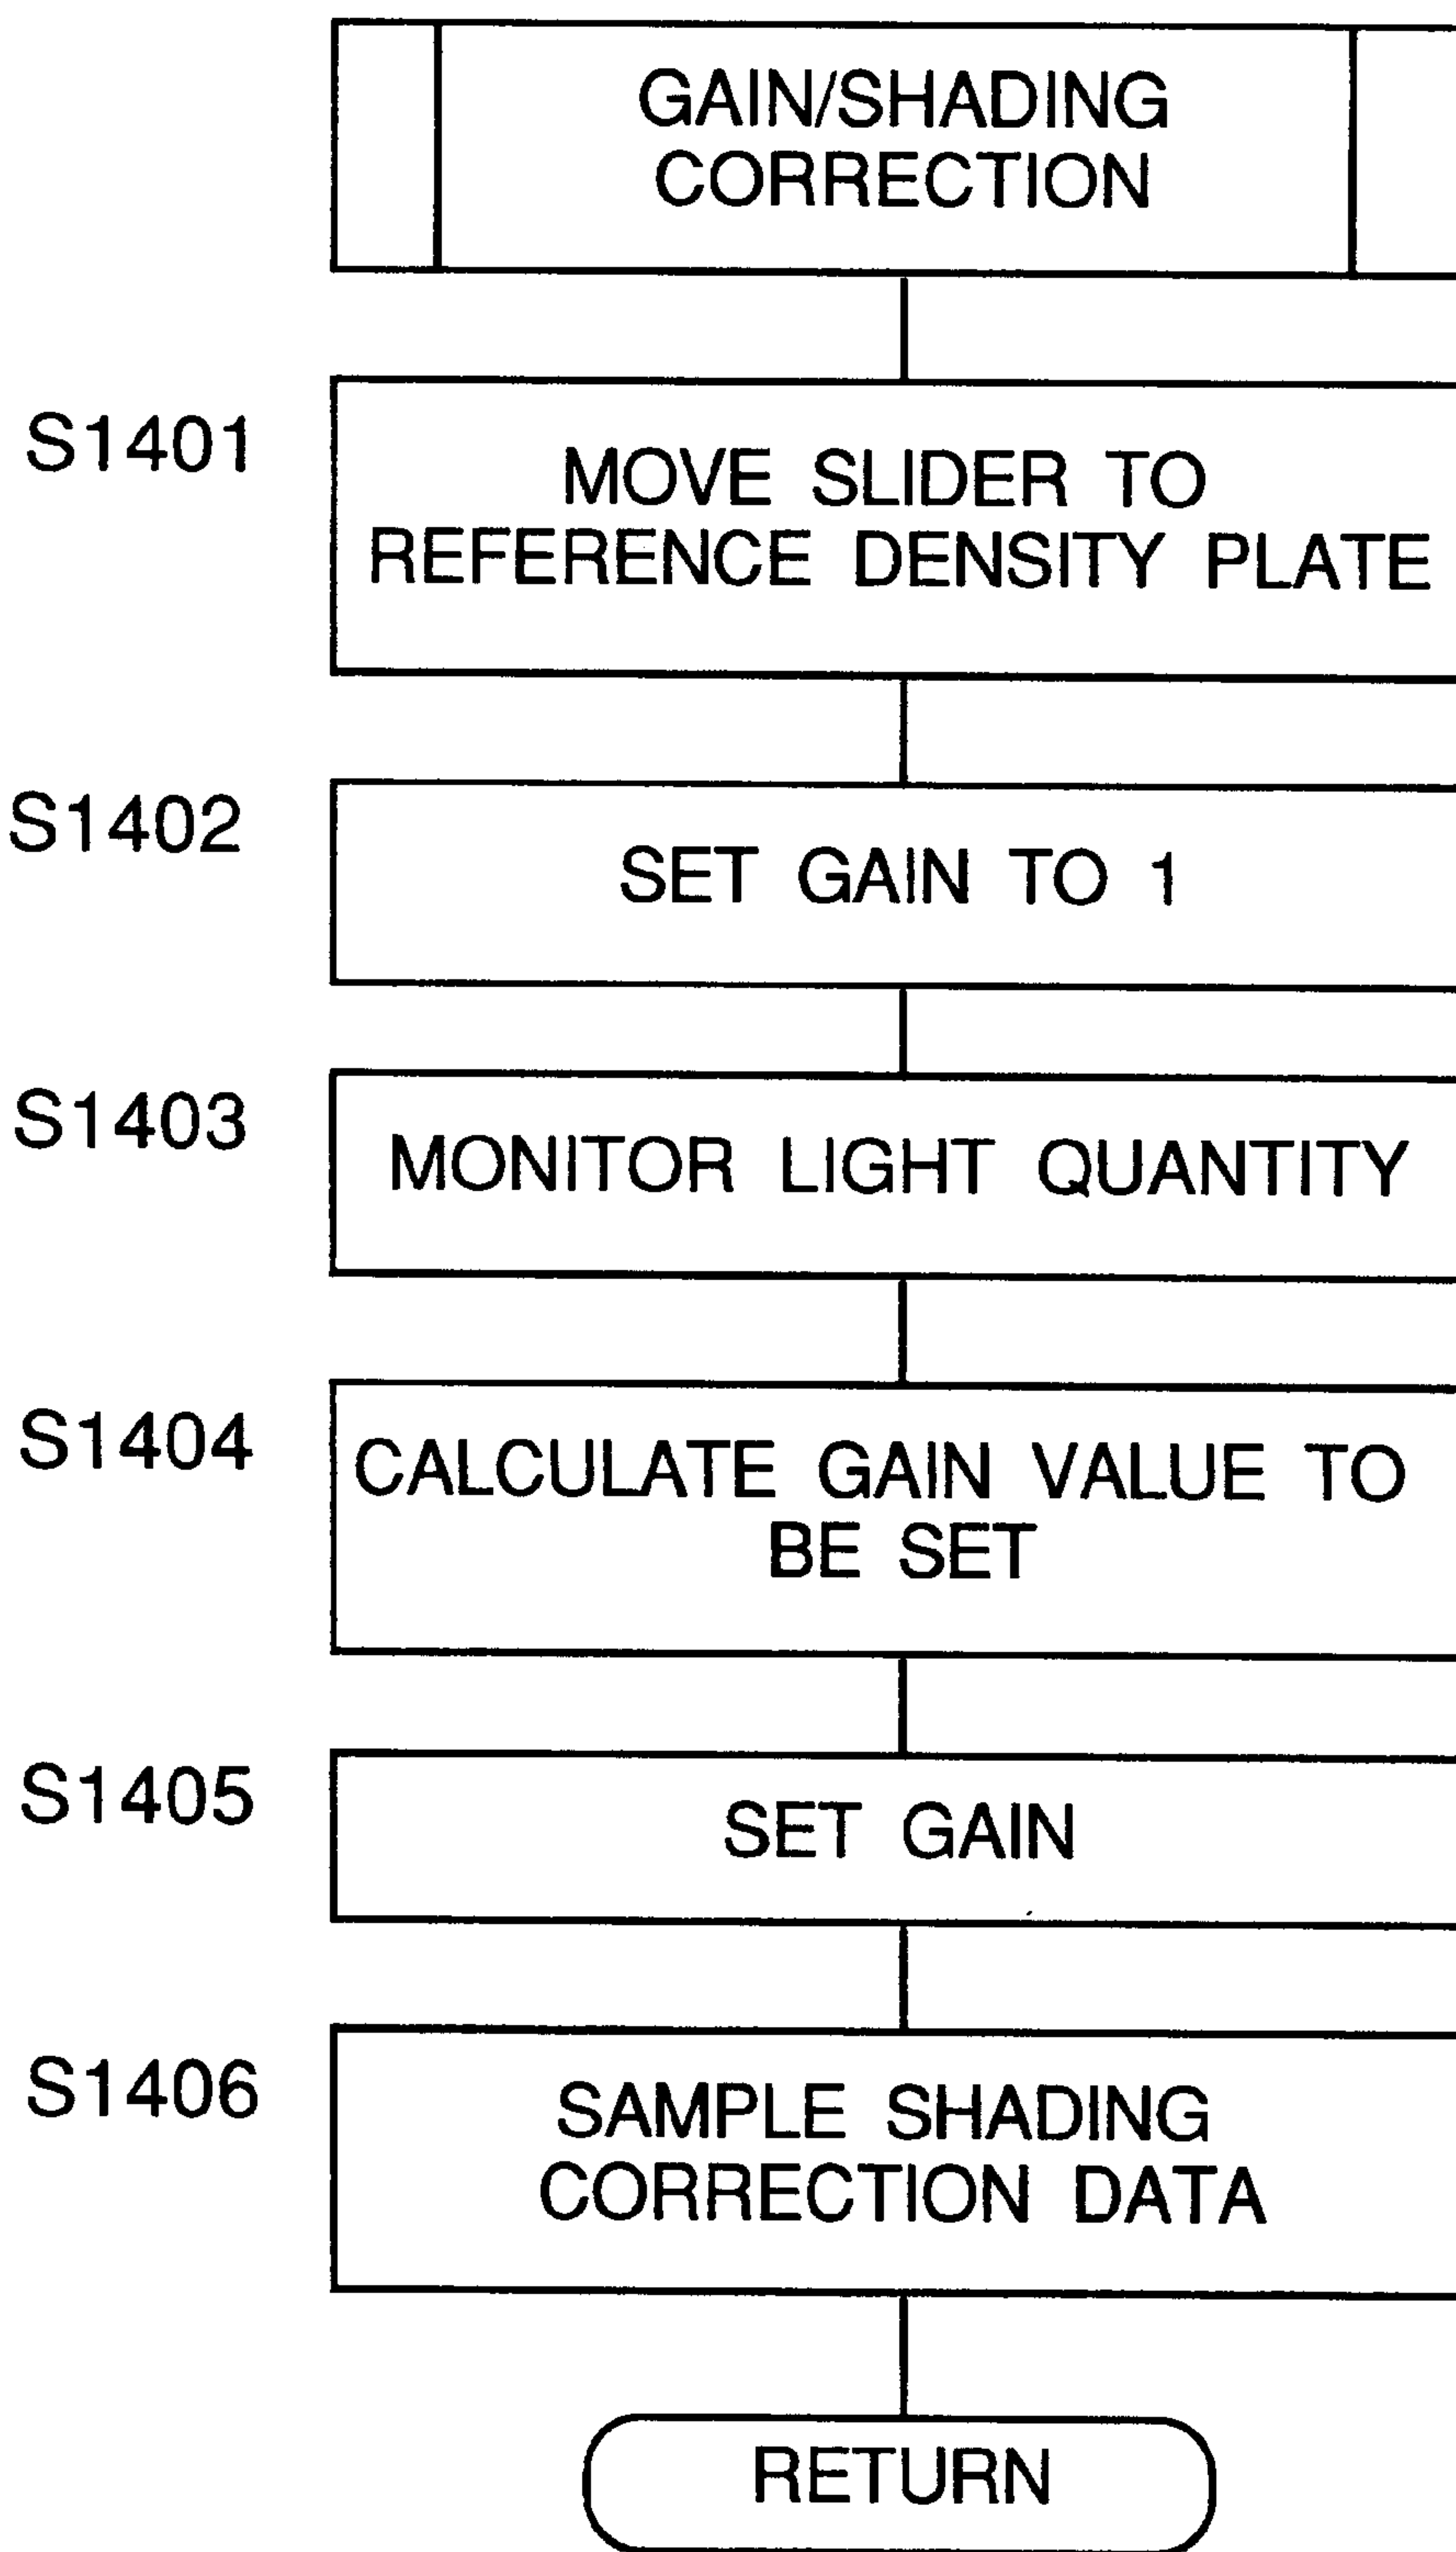 GAIN/SHADING
CORRECTION
S1401
MOVE SLIDER TO
REFERENCE DENSITY PLATE
S1402
SET GAIN TO 1
S1403
MONITOR LIGHT QUANTITY
S1404
CALCULATE GAIN VALUE TO
BE SET
S1405
SET GAIN
S1406
SAMPLE SHADING
CORRECTION DATA
RETURN